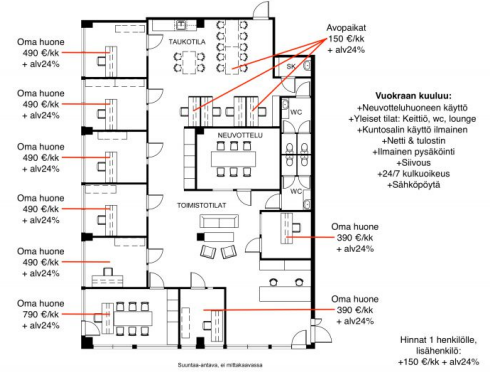 Oma huone
490 €/kk
+ alv24%
Oma huone
490 €/kk
+ alv24%
Oma huone
490 €/kk
+ alv24%
Oma huone
490 €/kk
+ alv24%
Oma huone
490 €/kk
+ alv24%
Oma huone
790 €/kk
+ alv24%
TAUKOTILA
SK
WC
NEUVOTTELU
WC
TOIMISTOTILAT
Avopaikat
150 €/kk
+ alv24%
Oma huone
390 €/kk
+ alv24%
Oma huone
390 €/kk
+ alv24%
Vuokraan kuuluu:
+Neuvotteluhuoneen käyttö
+Yleiset tilat: Keittiö, wc, lounge
+Kuntosalin käyttö ilmainen
+Netti & tulostin
+Ilmainen pysäköinti
+Siivous
+24/7 kulkuoikeus
+Sähköpöytä
Hinnat 1 henkilölle,
lisähenkilö:
+150 €/kk + alv24%
Suuntaa-antava, ei mittakaavassa